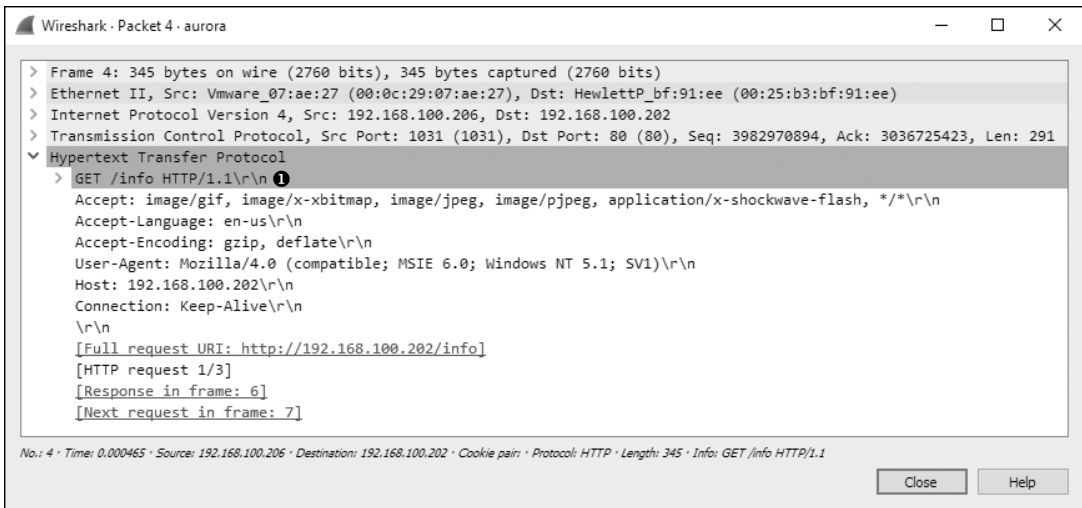 Wireshark · Packet 4 · aurora
Frame 4: 345 bytes on wire (2760 bits), 345 bytes captured (2760 bits)
Ethernet II, Src: Vmware_07:ae:27 (00:0c:29:07:ae:27), Dst: HewlettP_bf:91:ee (00:25:b3:bf:91:ee)
Internet Protocol Version 4, Src: 192.168.100.206, Dst: 192.168.100.202
Transmission Control Protocol, Src Port: 1031 (1031), Dst Port: 80 (80), Seq: 3982970894, Ack: 3036725423, Len: 291
Hypertext Transfer Protocol
GET /info HTTP/1.1\r\n ❶
Accept: image/gif, image/x-xbitmap, image/jpeg, image/pjpeg, application/x-shockwave-flash, */*\r\n
Accept-Language: en-us\r\n
Accept-Encoding: gzip, deflate\r\n
User-Agent: Mozilla/4.0 (compatible; MSIE 6.0; Windows NT 5.1; SV1)\r\n
Host: 192.168.100.202\r\n
Connection: Keep-Alive\r\n
\r\n
[Full request URI: http://192.168.100.202/info]
[HTTP request 1/3]
[Response in frame: 6]
[Next request in frame: 7]
No.: 4 · Time: 0.000465 · Source: 192.168.100.206 · Destination: 192.168.100.202 · Cookie pair: · Protocol: HTTP · Length: 345 · Info: GET /info HTTP/1.1
Close Help